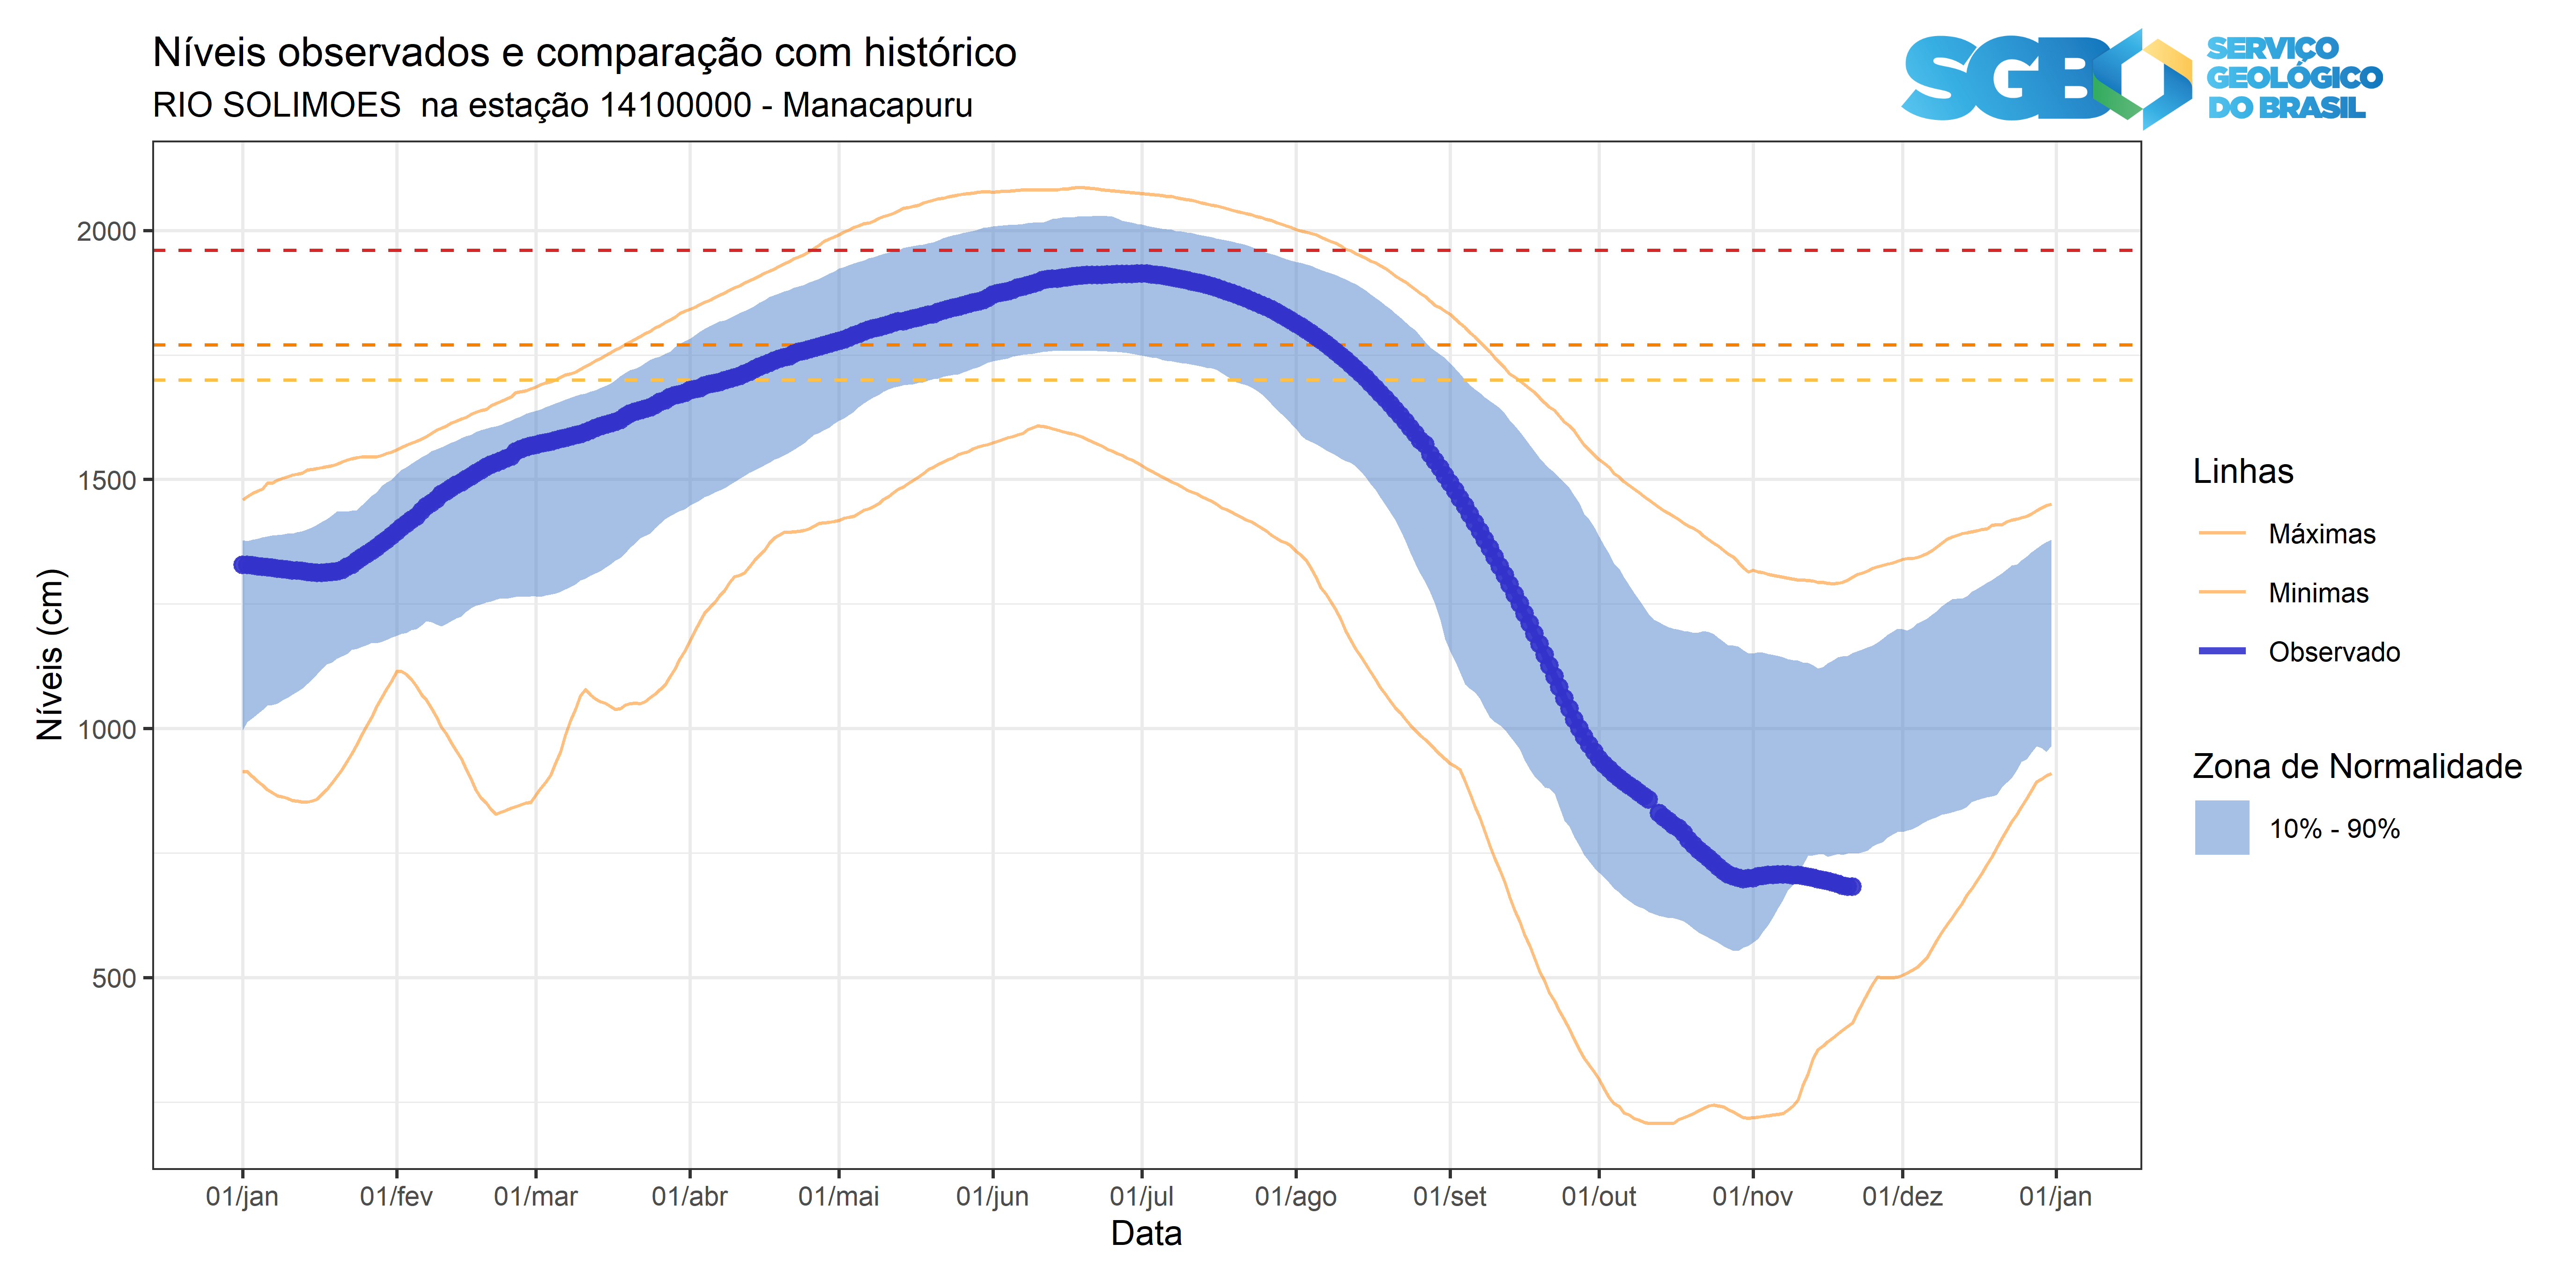 Níveis observados e comparação com histórico
RIO SOLIMOES  na estação 14100000 - Manacapuru
SGB
SERVIÇO
GEOLÓGICO
DO BRASIL
Níveis (cm)
2000
1500
1000
500
01/jan
01/fev
01/mar
01/abr
01/mai
01/jun
01/jul
01/ago
01/set
01/out
01/nov
01/dez
01/jan
Data
Linhas
Máximas
Minimas
Observado
Zona de Normalidade
10% - 90%